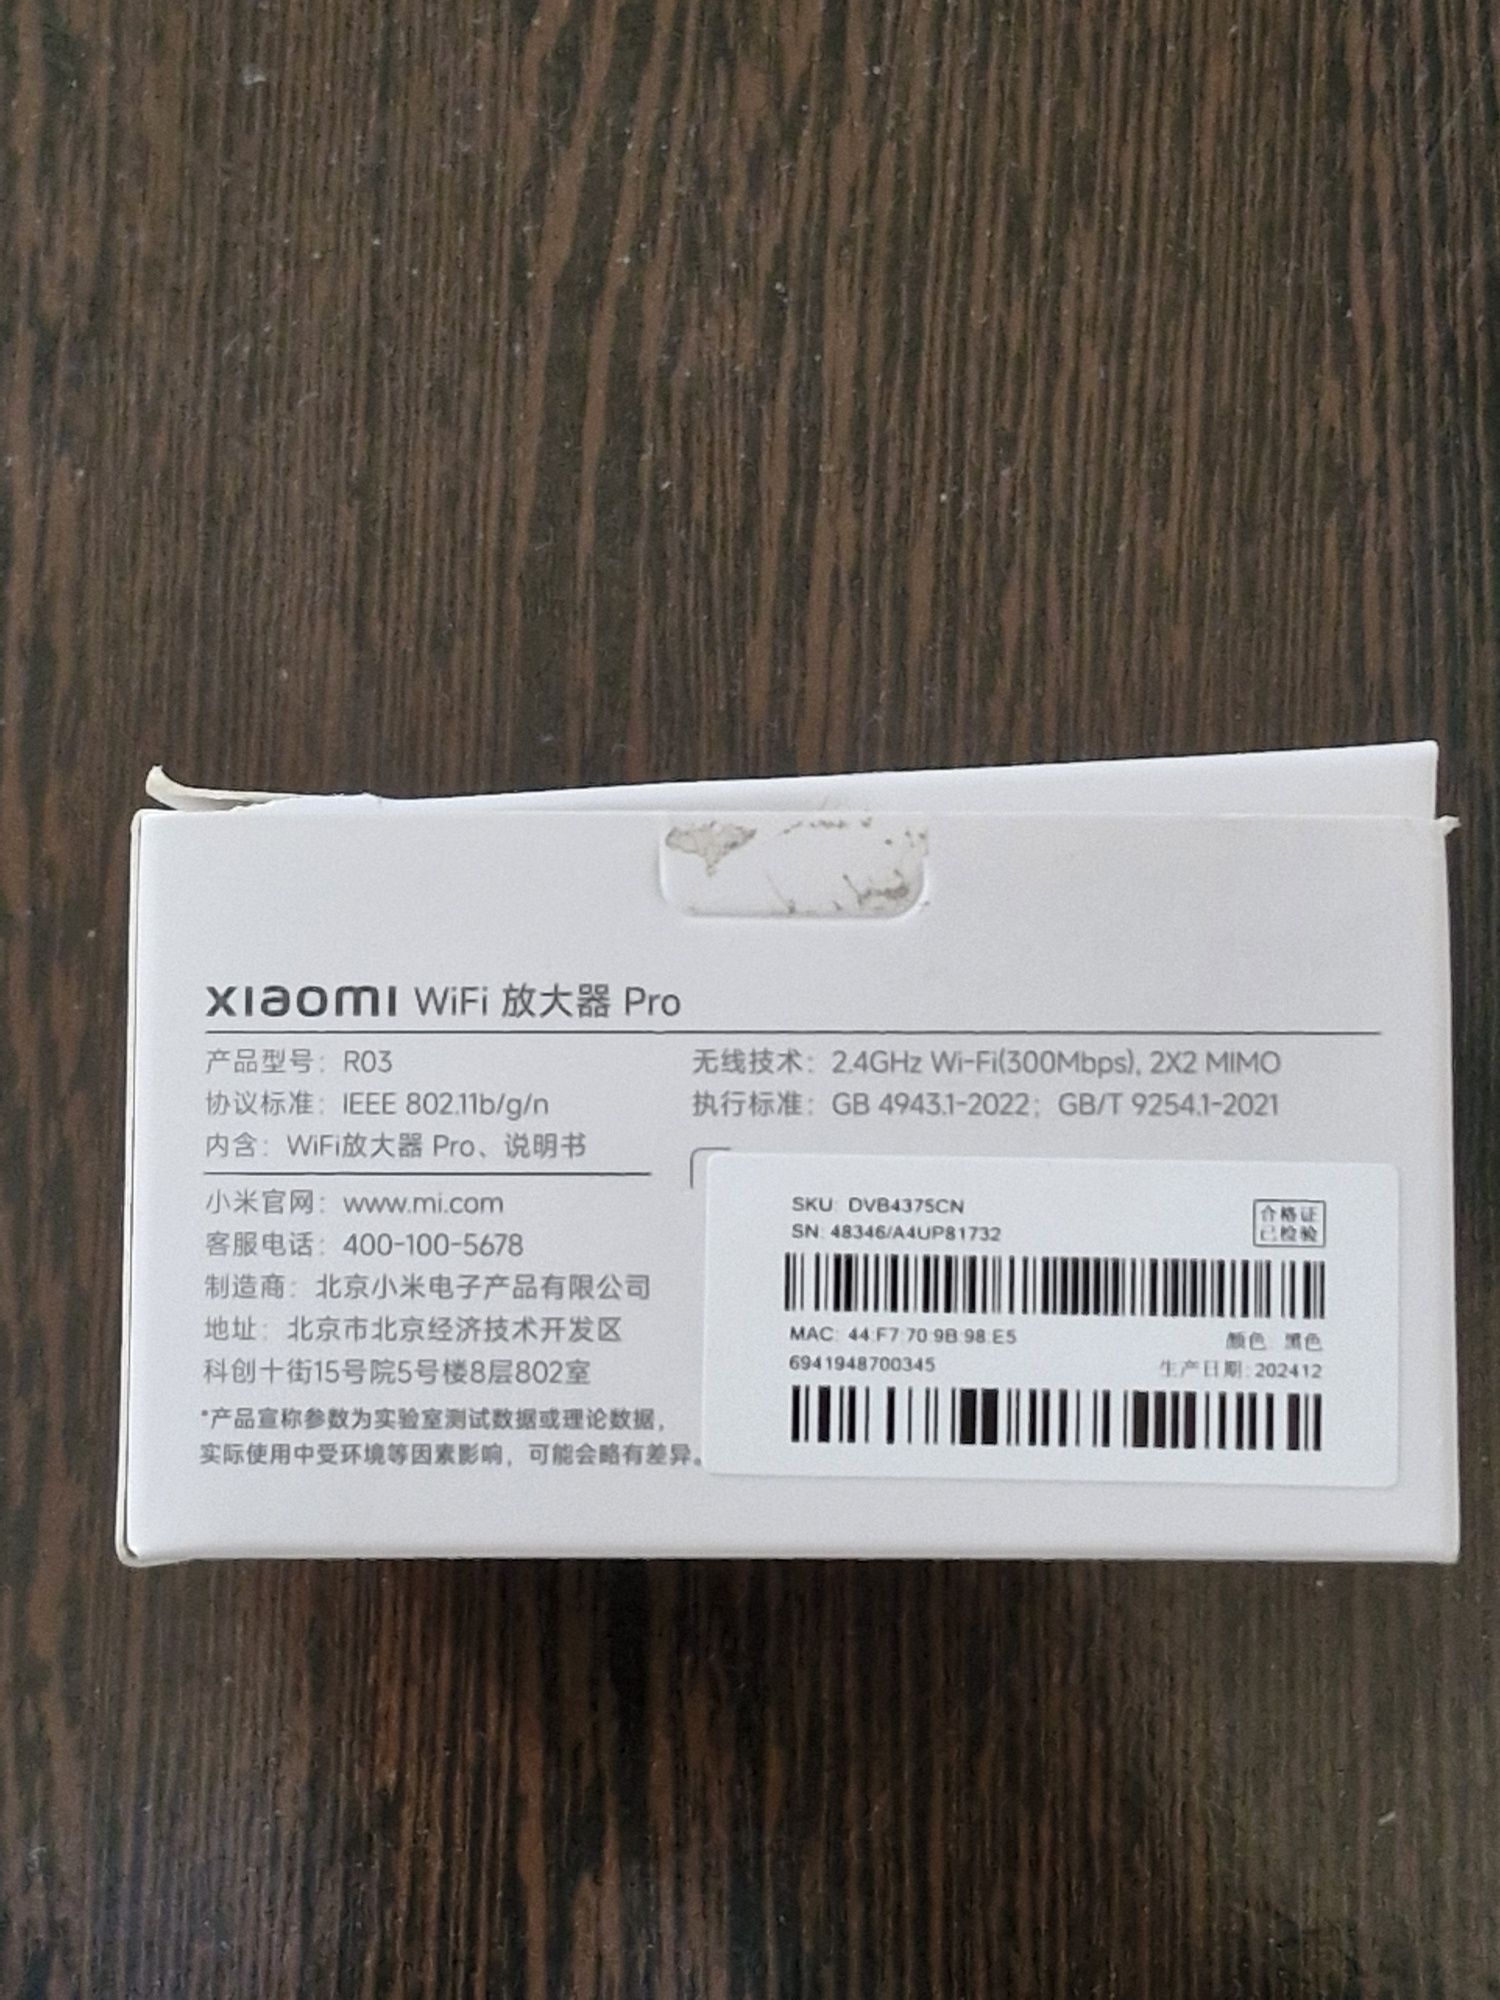 xiaomi WiFi 放大器 Pro
产品型号：R03
无线技术：2.4GHz Wi-Fi(300Mbps), 2X2 MIMO
协议标准：IEEE 802.11b/g/n
执行标准：GB 4943.1-2022；GB/T 9254.1-2021
内含：WiFi放大器 Pro、说明书
小米官网：www.mi.com
客服电话：400-100-5678
制造商：北京小米电子产品有限公司
地址：北京市北京经济技术开发区
科创十街15号院5号楼8层802室
*产品宣称参数为实验室测试数据或理论数据，
实际使用中受环境等因素影响，可能会略有差异。
SKU: DVB4375CN
SN: 48346/A4UP81732
合格证
已检验
MAC: 44:F7:70:9B:98:E5
颜色: 黑色
6941948700345
生产日期: 202412